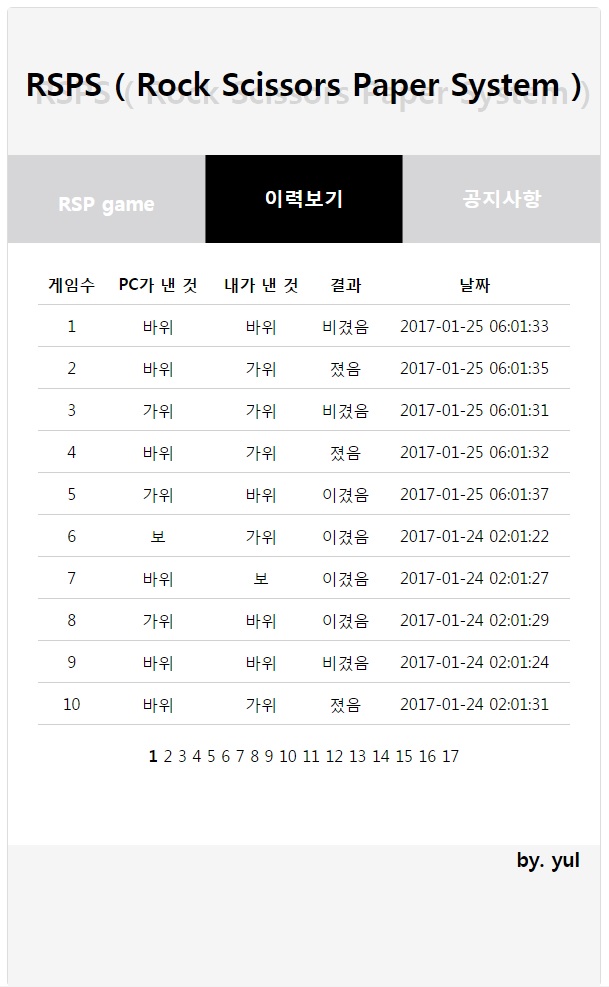 RSPS ( Rock Scissors Paper System )
RSP game 이력보기 공지사항
게임수 PC가 낸 것 내가 낸 것 결과 날짜
1 바위 바위 비겼음 2017-01-25 06:01:33
2 바위 가위 졌음 2017-01-25 06:01:35
3 가위 가위 비겼음 2017-01-25 06:01:31
4 바위 가위 졌음 2017-01-25 06:01:32
5 가위 바위 이겼음 2017-01-25 06:01:37
6 보 가위 이겼음 2017-01-24 02:01:22
7 바위 보 이겼음 2017-01-24 02:01:27
8 가위 바위 이겼음 2017-01-24 02:01:29
9 바위 바위 비겼음 2017-01-24 02:01:24
10 바위 가위 졌음 2017-01-24 02:01:31
1 2 3 4 5 6 7 8 9 10 11 12 13 14 15 16 17
by. yul